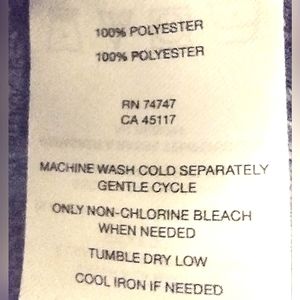 100% POLYESTER
100% POLYESTER
RN 74747
CA 45117
MACHINE WASH COLD SEPARATELY
GENTLE CYCLE
ONLY NON-CHLORINE BLEACH
WHEN NEEDED
TUMBLE DRY LOW
COOL IRON IF NEEDED